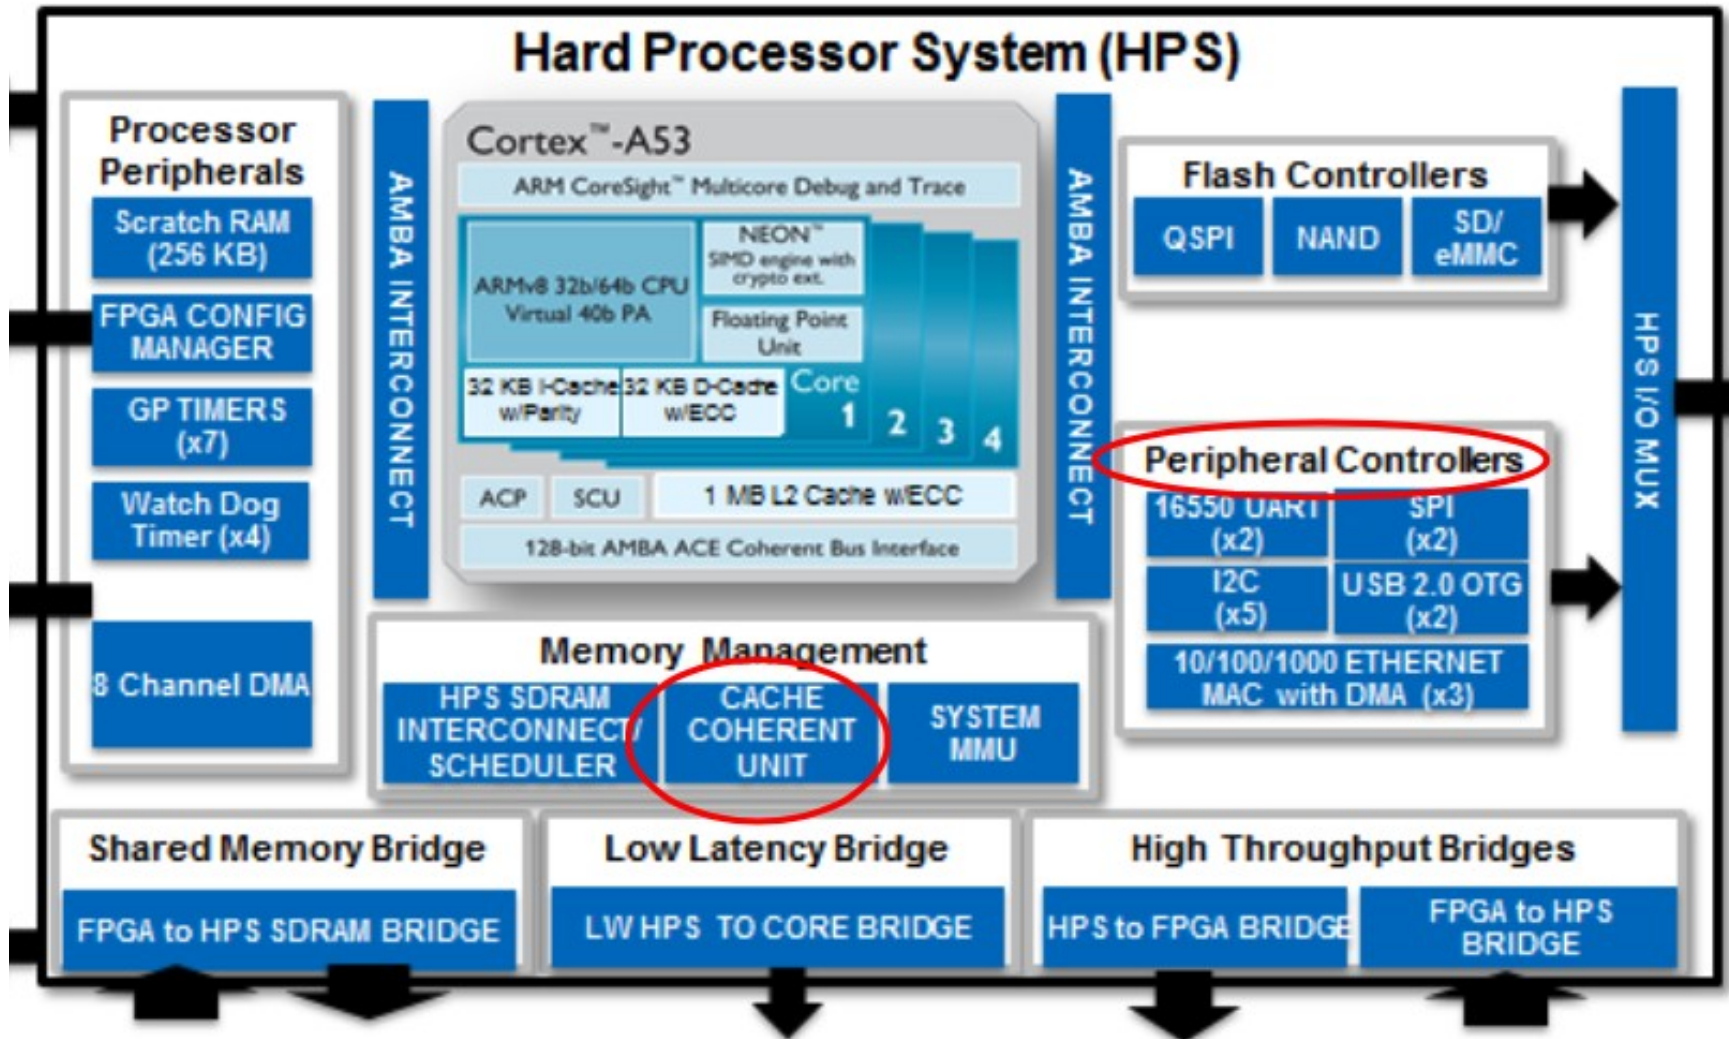 Hard Processor System (HPS)
Processor
Peripherals
Scratch RAM
(256 KB)
FPGA CONFIG
MANAGER
GP TIMERS
(x7)
Watch Dog
Timer (x4)
8 Channel DMA
AMBA INTERCONNECT
Cortex™-A53
ARM CoreSight™ Multicore Debug and Trace
ARMv8 32b/64b CPU
Virtual 40b PA
NEON™
SIMD engine with
crypto ext.
Floating Point
Unit
32 KB I-Cache
w/Parity
32 KB D-Cache
w/ECC
Core
1
2
3
4
ACP
SCU
1 MB L2 Cache w/ECC
128-bit AMBA ACE Coherent Bus Interface
AMBA INTERCONNECT
Flash Controllers
QSPI
NAND
SD/
eMMC
Peripheral Controllers
16550 UART
(x2)
SPI
(x2)
I2C
(x5)
USB 2.0 OTG
(x2)
10/100/1000 ETHERNET
MAC with DMA (x3)
HPS I/O MUX
Memory Management
HPS SDRAM
INTERCONNECT/
SCHEDULER
CACHE
COHERENT
UNIT
SYSTEM
MMU
Shared Memory Bridge
FPGA to HPS SDRAM BRIDGE
Low Latency Bridge
LW HPS TO CORE BRIDGE
High Throughput Bridges
HPS to FPGA BRIDGE
FPGA to HPS
BRIDGE